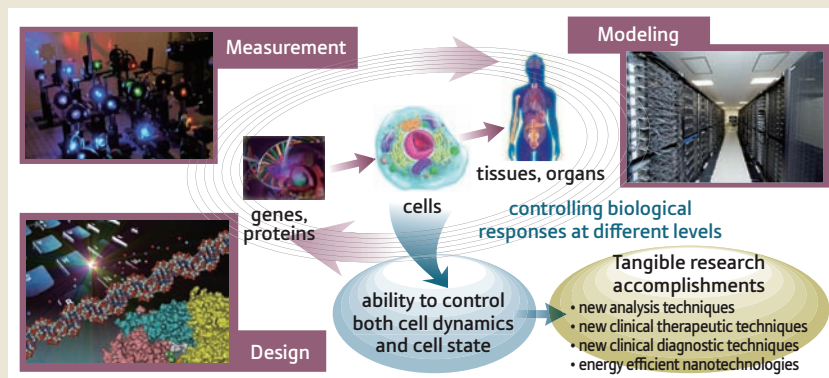 Measurement
Modeling
tissues, organs
cells
genes,
proteins
controlling biological
responses at different levels
Tangible research
accomplishments
• new analysis techniques
• new clinical therapeutic techniques
• new clinical diagnostic techniques
• energy efficient nanotechnologies
ability to control
both cell dynamics
and cell state
Design